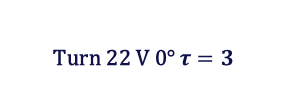 Turn 22 V 0° τ = 3